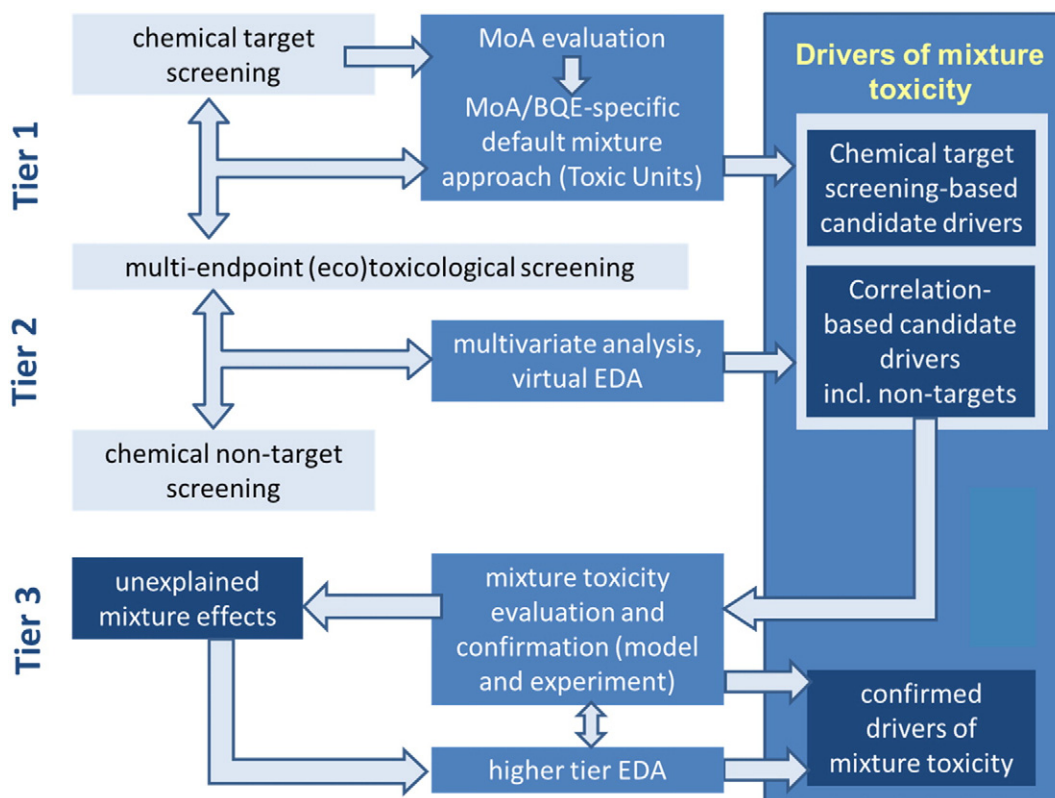 Tier 1
chemical target
screening
MoA evaluation
MoA/BQE-specific
default mixture
approach (Toxic Units)
Drivers of mixture
toxicity
Chemical target
screening-based
candidate drivers
multi-endpoint (eco)toxicological screening
Tier 2
multivariate analysis,
virtual EDA
Correlation-
based candidate
drivers
incl. non-targets
chemical non-target
screening
Tier 3
unexplained
mixture effects
mixture toxicity
evaluation and
confirmation (model
and experiment)
higher tier EDA
confirmed
drivers of
mixture toxicity